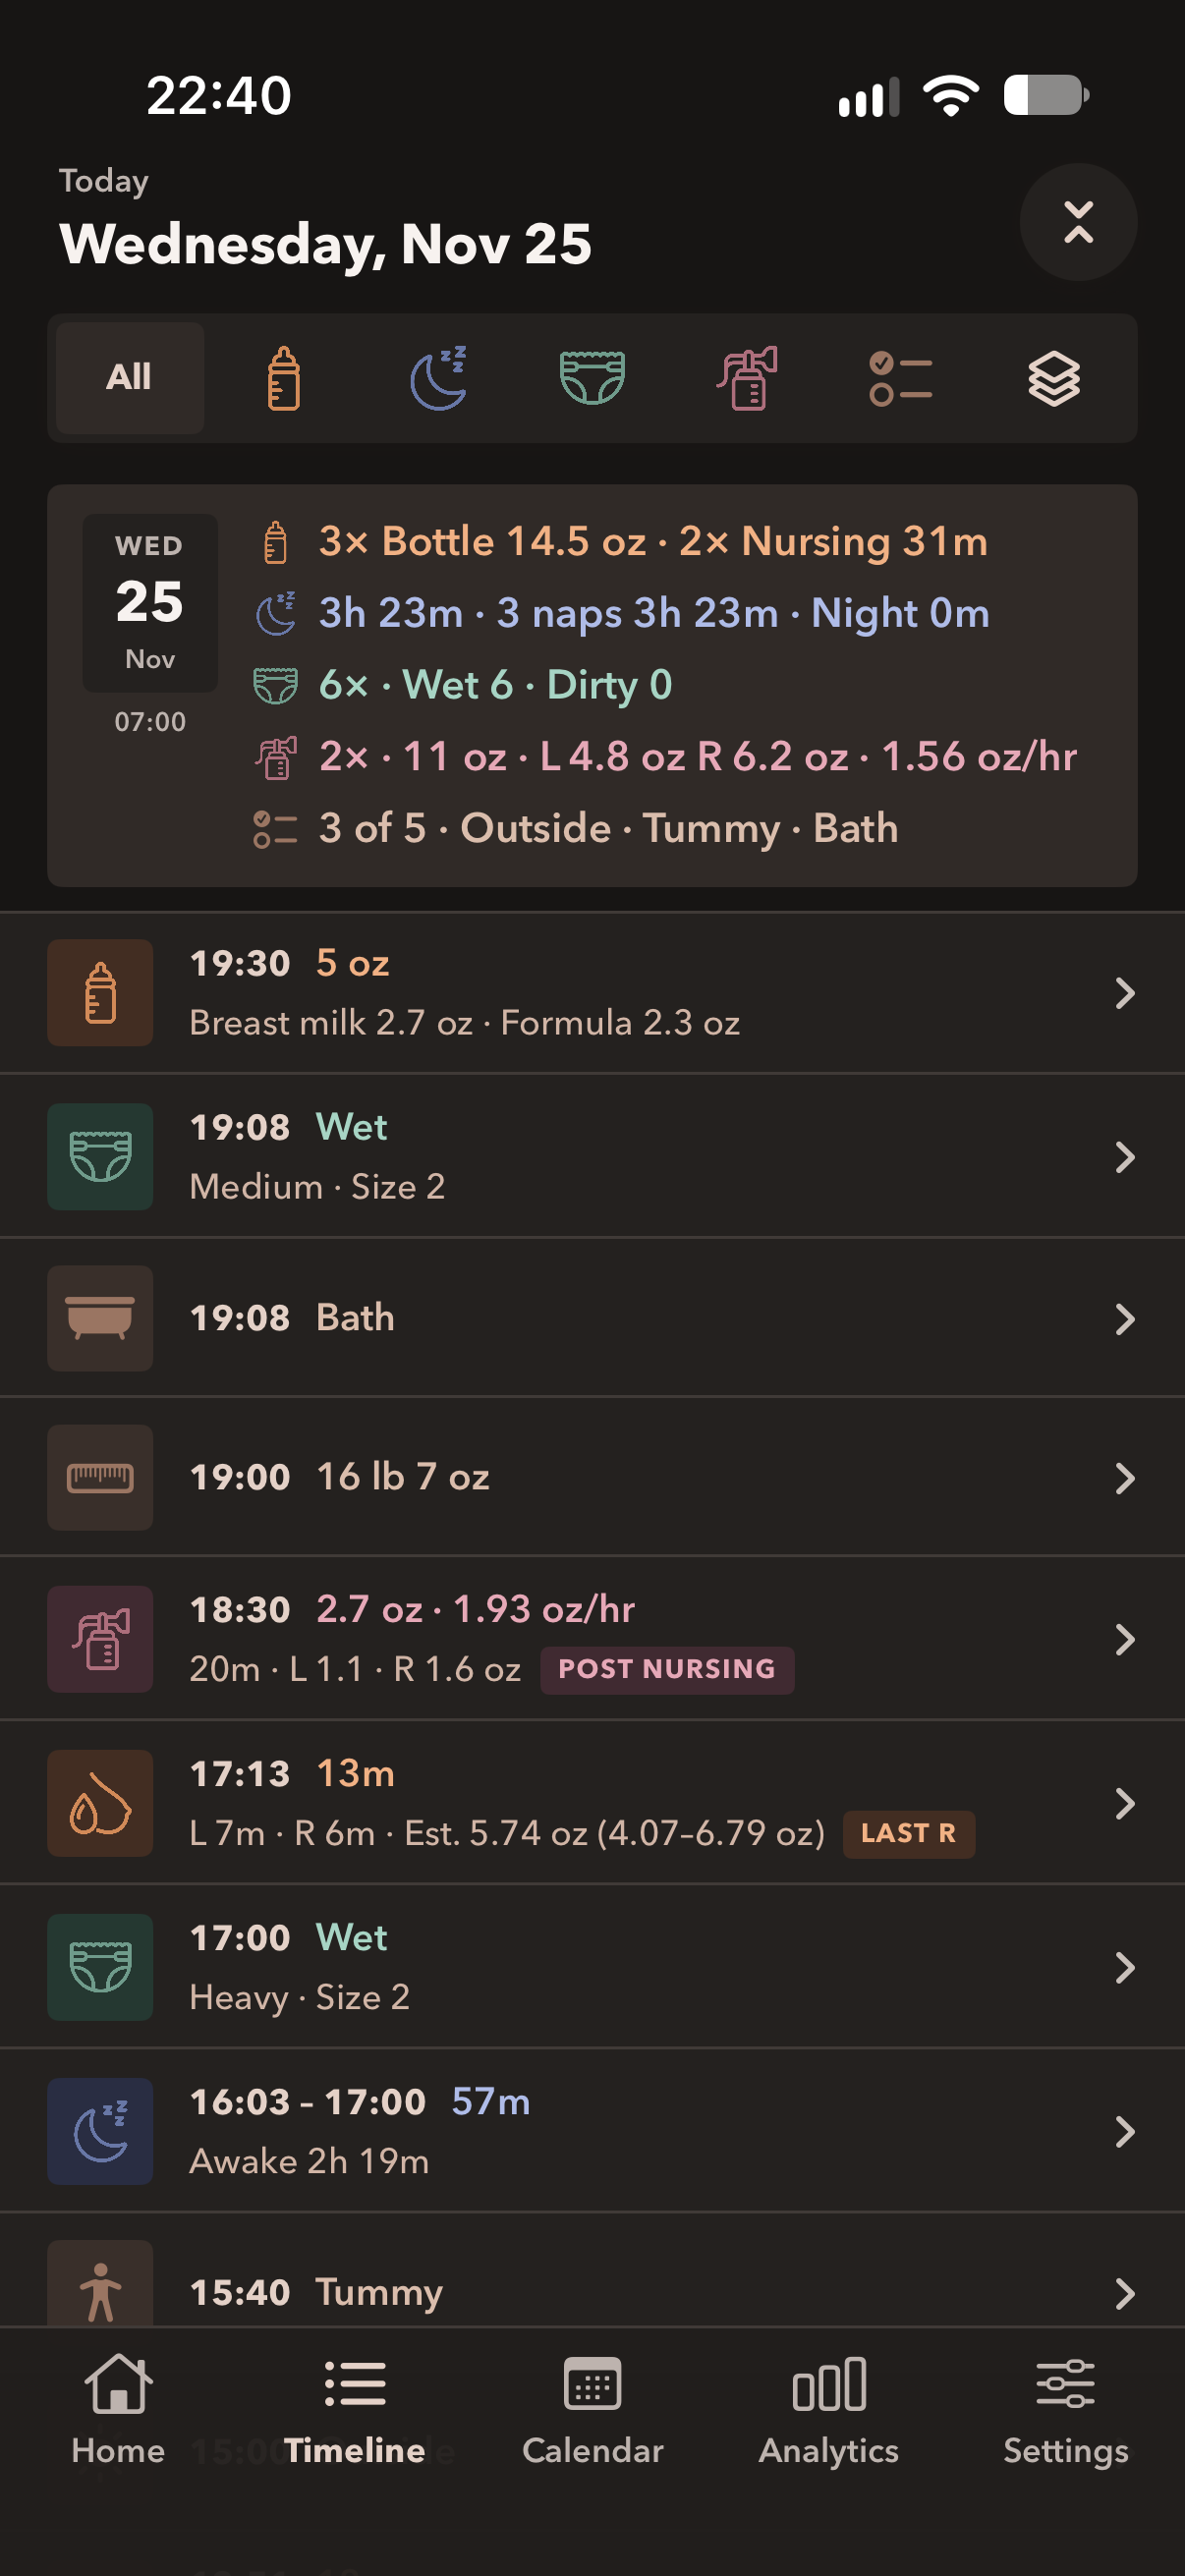 22:40
Today
Wednesday, Nov 25
All
WED
25
Nov
07:00
3× Bottle 14.5 oz · 2× Nursing 31m
3h 23m · 3 naps 3h 23m · Night 0m
6× · Wet 6 · Dirty 0
2× · 11 oz · L 4.8 oz R 6.2 oz · 1.56 oz/hr
3 of 5 · Outside · Tummy · Bath
19:30 5 oz
Breast milk 2.7 oz · Formula 2.3 oz
19:08 Wet
Medium · Size 2
19:08 Bath
19:00 16 lb 7 oz
18:30 2.7 oz · 1.93 oz/hr
20m · L 1.1 · R 1.6 oz POST NURSING
17:13 13m
L 7m · R 6m · Est. 5.74 oz (4.07–6.79 oz) LAST R
17:00 Wet
Heavy · Size 2
16:03 – 17:00 57m
Awake 2h 19m
15:40 Tummy
15:00
Home Timeline Calendar Analytics Settings